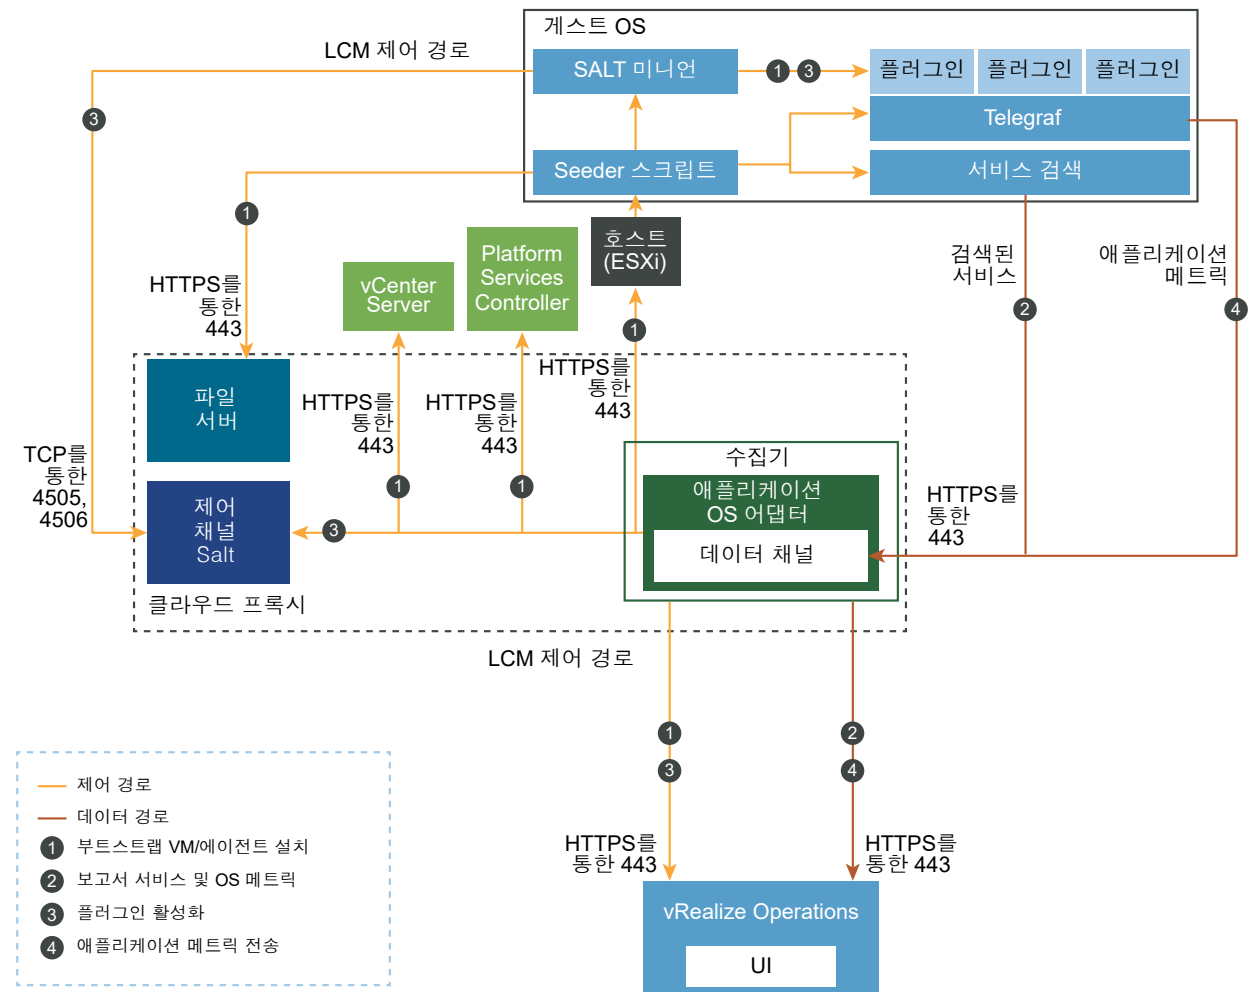 게스트 OS
LCM 제어 경로
SALT 미니언
1
3
플러그인
플러그인
플러그인
3
Telegraf
4
Seeder 스크립트
서비스 검색
1
호스트
(ESXi)
Platform
Services
Controller
검색된
서비스
애플리케이션
메트릭
HTTPS를
통한
443
vCenter
Server
1
2
4
HTTPS를
통한
443
HTTPS를
통한
443
HTTPS를
통한
443
파일
서버
TCP를
통한
4505,
4506
수집기
애플리케이션
OS 어댑터
데이터 채널
1
1
HTTPS를
통한
443
제어
채널
Salt
3
클라우드 프록시
LCM 제어 경로
1
3
2
4
HTTPS를
통한 443
HTTPS를
통한 443
vRealize Operations
UI
제어 경로
데이터 경로
1 부트스트랩 VM/에이전트 설치
2 보고서 서비스 및 OS 메트릭
3 플러그인 활성화
4 애플리케이션 메트릭 전송